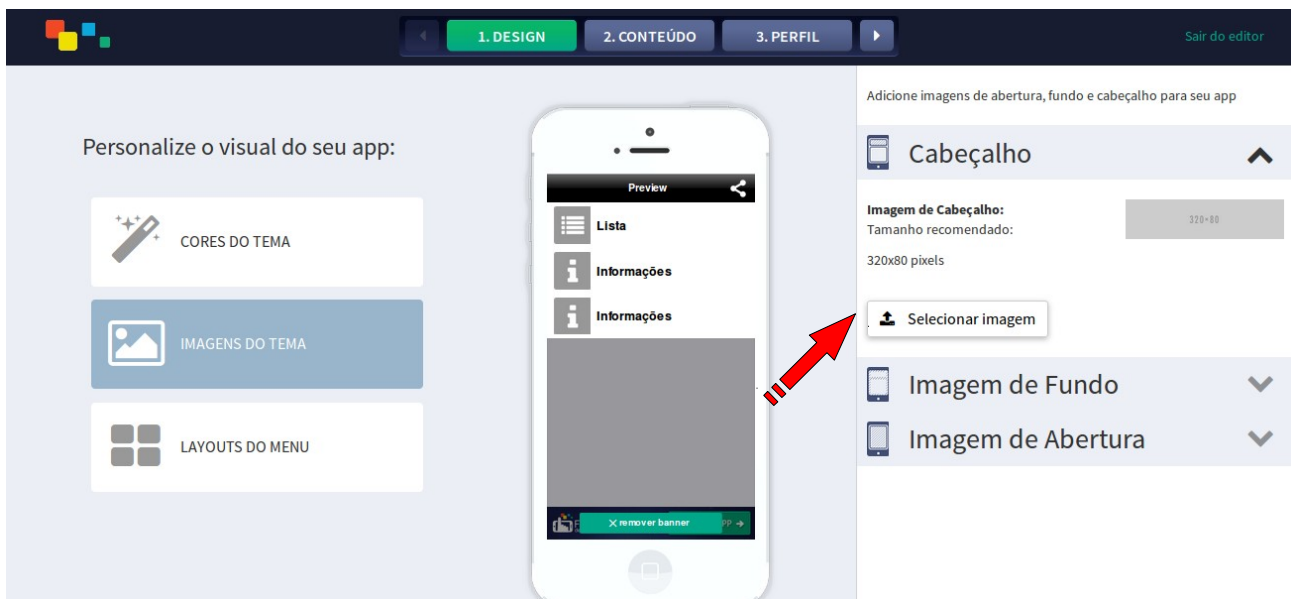 1. DESIGN
2. CONTEÚDO
3. PERFIL
Sair do editor
Personalize o visual do seu app:
CORES DO TEMA
IMAGENS DO TEMA
LAYOUTS DO MENU
Preview
Lista
Informações
Informações
X remover banner
PP →
Adicione imagens de abertura, fundo e cabeçalho para seu app
Cabeçalho
Imagem de Cabeçalho:
Tamanho recomendado:
320x80 pixels
320×80
Selecionar imagem
Imagem de Fundo
Imagem de Abertura